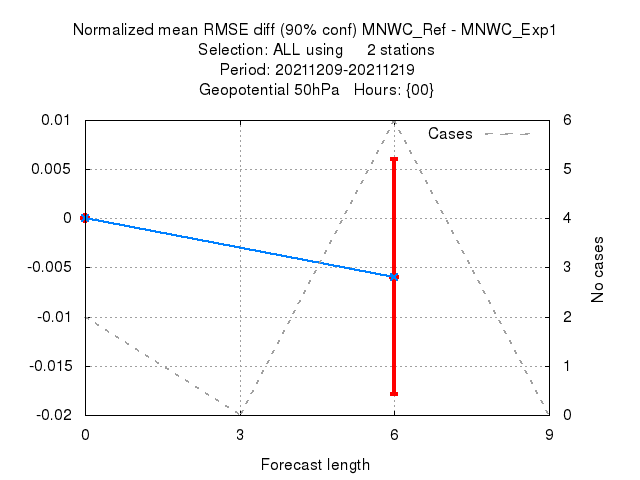 Normalized mean RMSE diff (90% conf) MNWC_Ref - MNWC_Exp1
Selection: ALL using     2 stations
Period: 20211209-20211219
Geopotential 50hPa   Hours: {00}
Cases
0.01
0.005
0
-0.005
-0.01
-0.015
-0.02
6
5
4
3
2
1
0
No cases
0
3
6
9
Forecast length